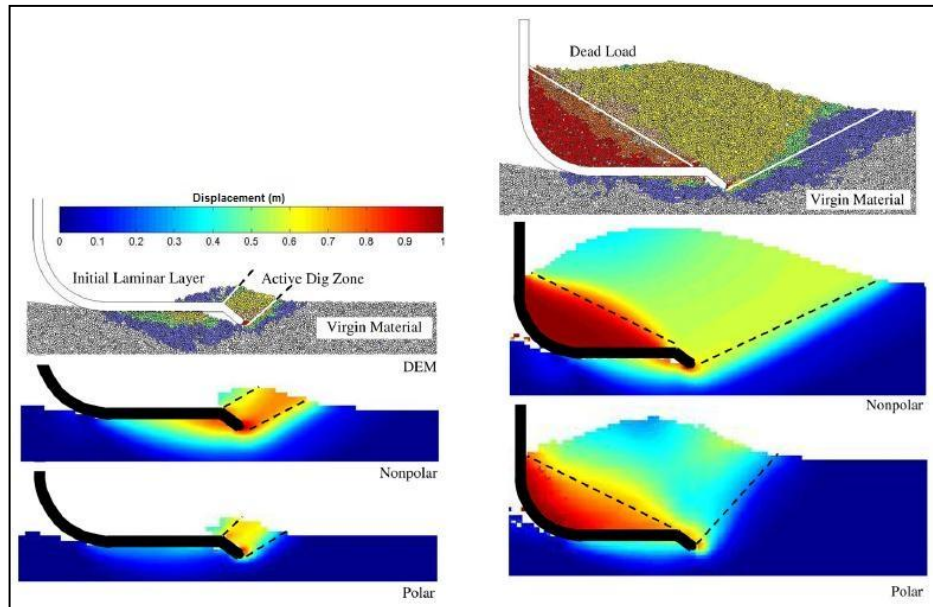 Displacement (m)
0 0.1 0.2 0.3 0.4 0.5 0.6 0.7 0.8 0.9 1
Initial Laminar Layer
Active Dig Zone
Virgin Material
DEM
Nonpolar
Polar
Dead Load
Virgin Material
Nonpolar
Polar